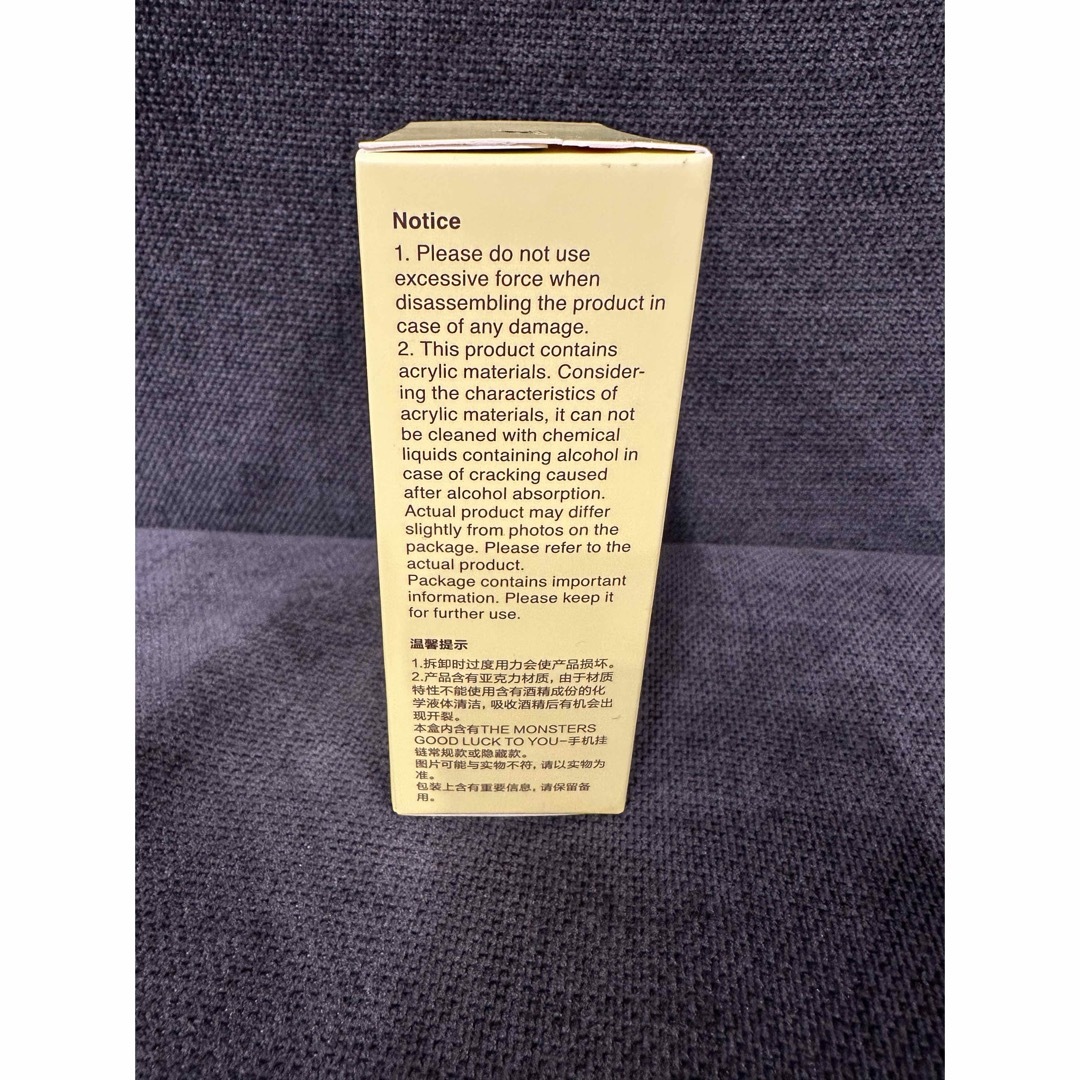 Notice
1. Please do not use
excessive force when
disassembling the product in
case of any damage.
2. This product contains
acrylic materials. Consider-
ing the characteristics of
acrylic materials, it can not
be cleaned with chemical
liquids containing alcohol in
case of cracking caused
after alcohol absorption.
Actual product may differ
slightly from photos on the
package. Please refer to the
actual product.
Package contains important
information. Please keep it
for further use.
温馨提示
1.拆卸时过度用力会使产品损坏。
2.产品含有亚克力材质，由于材质
特性不能使用含有酒精成份的化
学液体清洁，吸收酒精后有机会出
现开裂。
本盒内含有THE MONSTERS
GOOD LUCK TO YOU-手机挂
链常规款或隐藏款。
图片可能与实物不符，请以实物为
准。
包装上含有重要信息，请保留备
用。